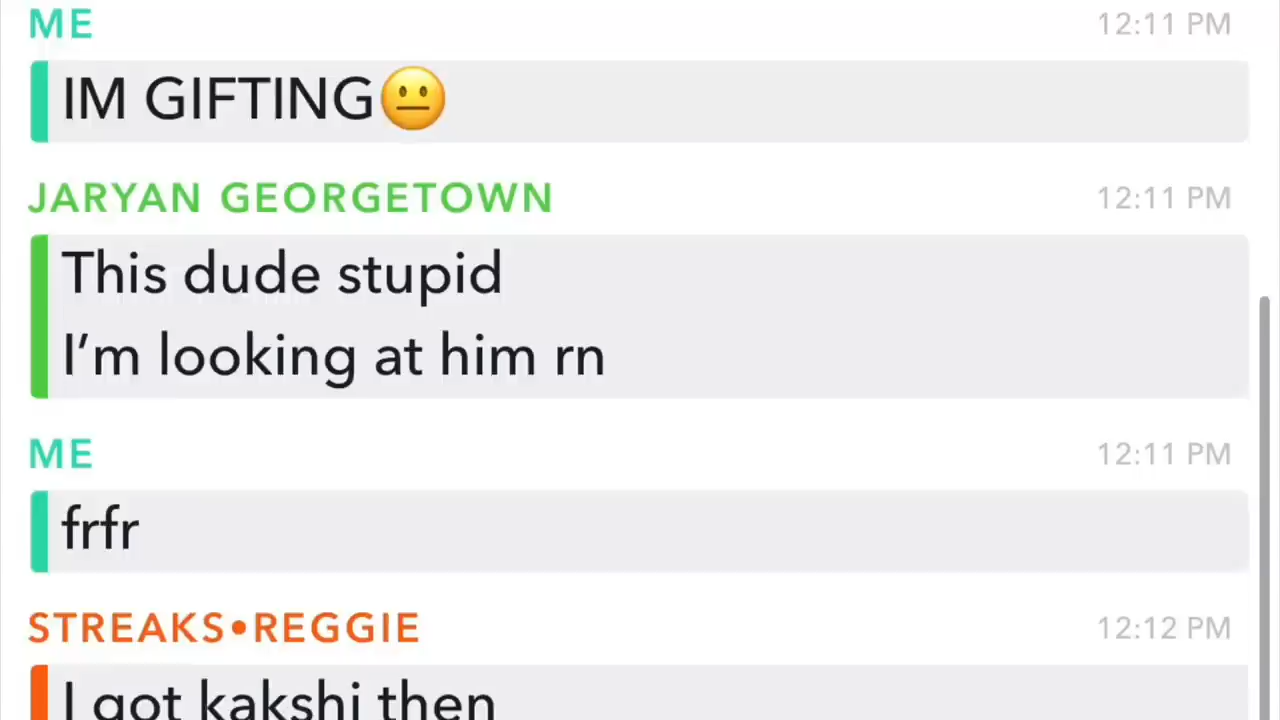 ME 12:11 PM
IM GIFTING😐
JARYAN GEORGETOWN 12:11 PM
This dude stupid
I’m looking at him rn
ME 12:11 PM
frfr
STREAKS•REGGIE 12:12 PM
I got kakshi then